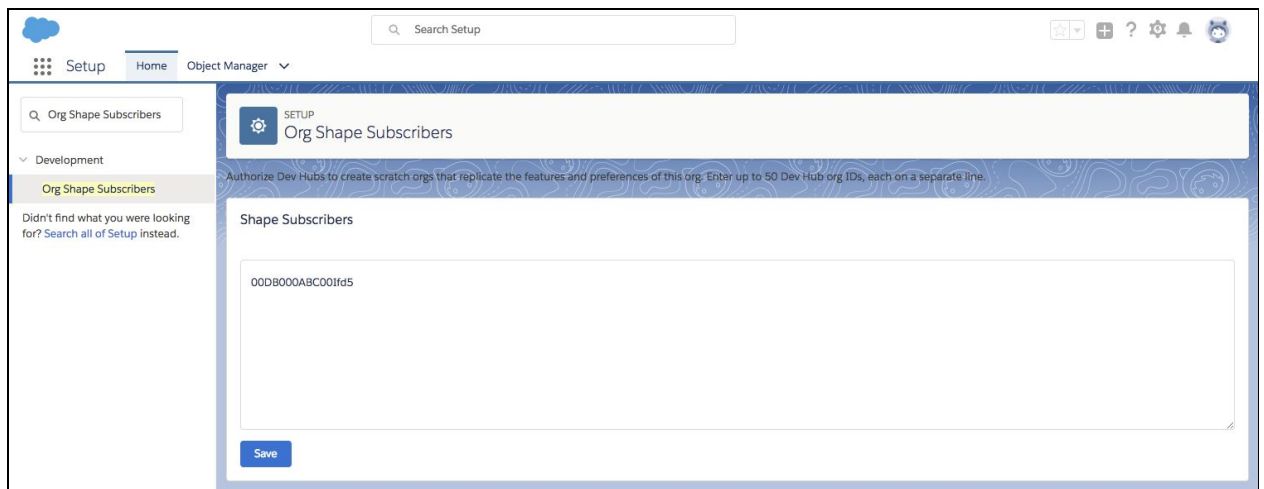 Search Setup
Setup
Home
Object Manager
Org Shape Subscribers
Development
Org Shape Subscribers
Didn't find what you were looking
for? Search all of Setup instead.
SETUP
Org Shape Subscribers
Authorize Dev Hubs to create scratch orgs that replicate the features and preferences of this org. Enter up to 50 Dev Hub org IDs, each on a separate line.
Shape Subscribers
00DB000ABC00Ifd5
Save